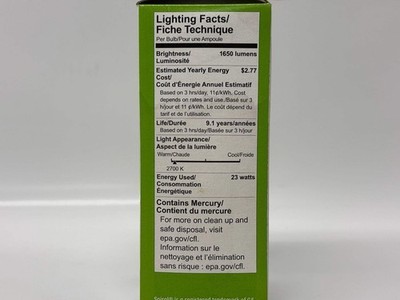 Lighting Facts/
Fiche Technique
Per Bulb/Pour une Ampoule
Brightness/ 1650 lumens
Luminosité
Estimated Yearly Energy $2.77
Cost/
Coût d'Énergie Annuel Estimatif
Based on 3 hrs/day, 11¢/kWh. Cost
depends on rates and use./Basé sur 3
h/jour et 11 ¢/kWh. Le coût dépend du
tarif et de l'utilisation.
Life/Durée 9.1 years/années
Based on 3 hrs/day/Basée sur 3 h/jour
Light Appearance/
Aspect de la lumière
Warm/Chaude Cool/Froide
2700 K
Energy Used/ 23 watts
Consommation
Énergétique
Contains Mercury/
Contient du mercure
For more on clean up and
safe disposal, visit
epa.gov/cfl.
Information sur le
nettoyage et l'élimination
sans risque : epa.gov/cfl.
is a registered trademark of